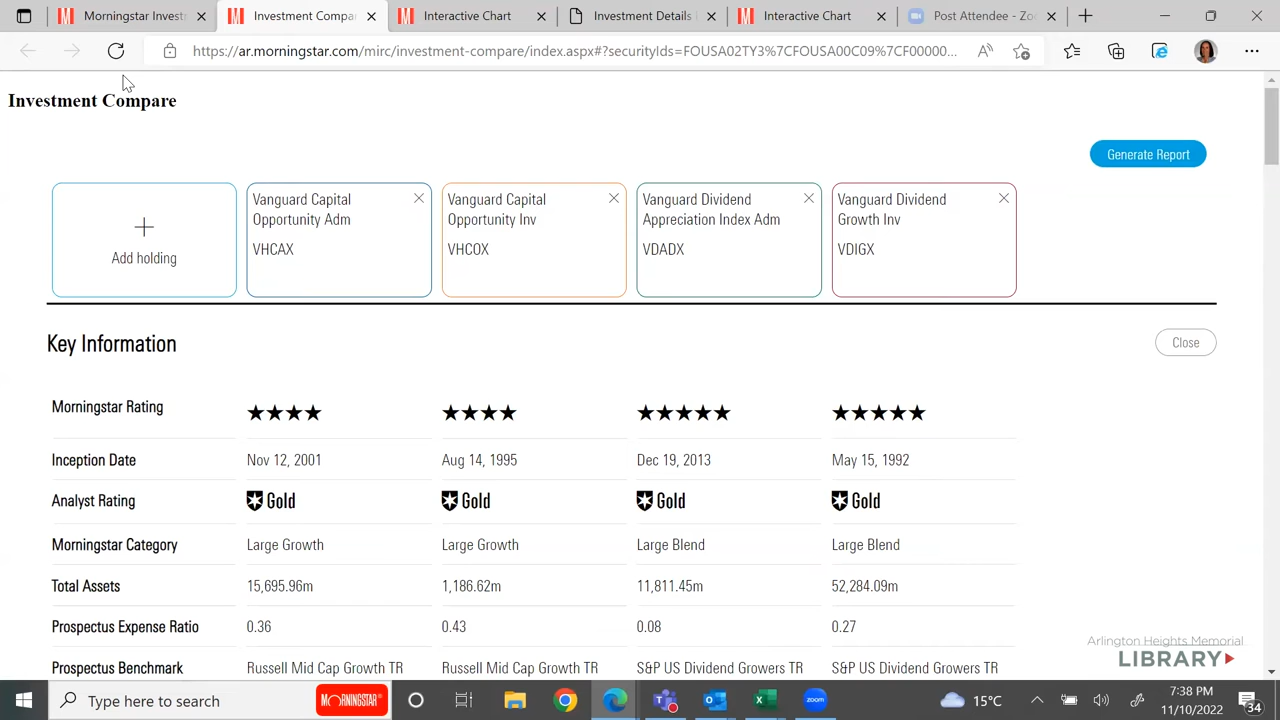 Morningstar Invest
Investment Compa
Interactive Chart
Investment Details
Interactive Chart
Post Attendee - Zo
https://ar.morningstar.com/mirc/investment-compare/index.aspx#?securityIds=FOUSA02TY3%7CFOUSA00C09%7CF00000...
Investment Compare
Generate Report
Add holding
Vanguard Capital
Opportunity Adm
VHCAX
Vanguard Capital
Opportunity Inv
VHCOX
Vanguard Dividend
Appreciation Index Adm
VDADX
Vanguard Dividend
Growth Inv
VDIGX
Key Information
Close
Morningstar Rating ★★★★ ★★★★ ★★★★★ ★★★★★
Inception Date Nov 12, 2001 Aug 14, 1995 Dec 19, 2013 May 15, 1992
Analyst Rating Gold Gold Gold Gold
Morningstar Category Large Growth Large Growth Large Blend Large Blend
Total Assets 15,695.96m 1,186.62m 11,811.45m 52,284.09m
Prospectus Expense Ratio 0.36 0.43 0.08 0.27
Prospectus Benchmark Russell Mid Cap Growth TR Russell Mid Cap Growth TR S&P US Dividend Growers TR S&P US Dividend Growers TR
Arlington Heights Memorial
LIBRARY
Type here to search
MORNINGSTAR
zoom
15°C
7:38 PM
11/10/2022
34